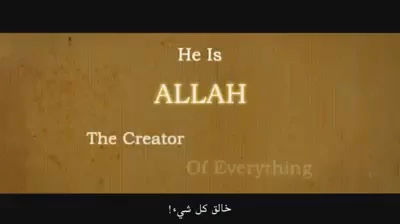 He Is
ALLAH
The Creator
Of Everything
خالق كل شيء!